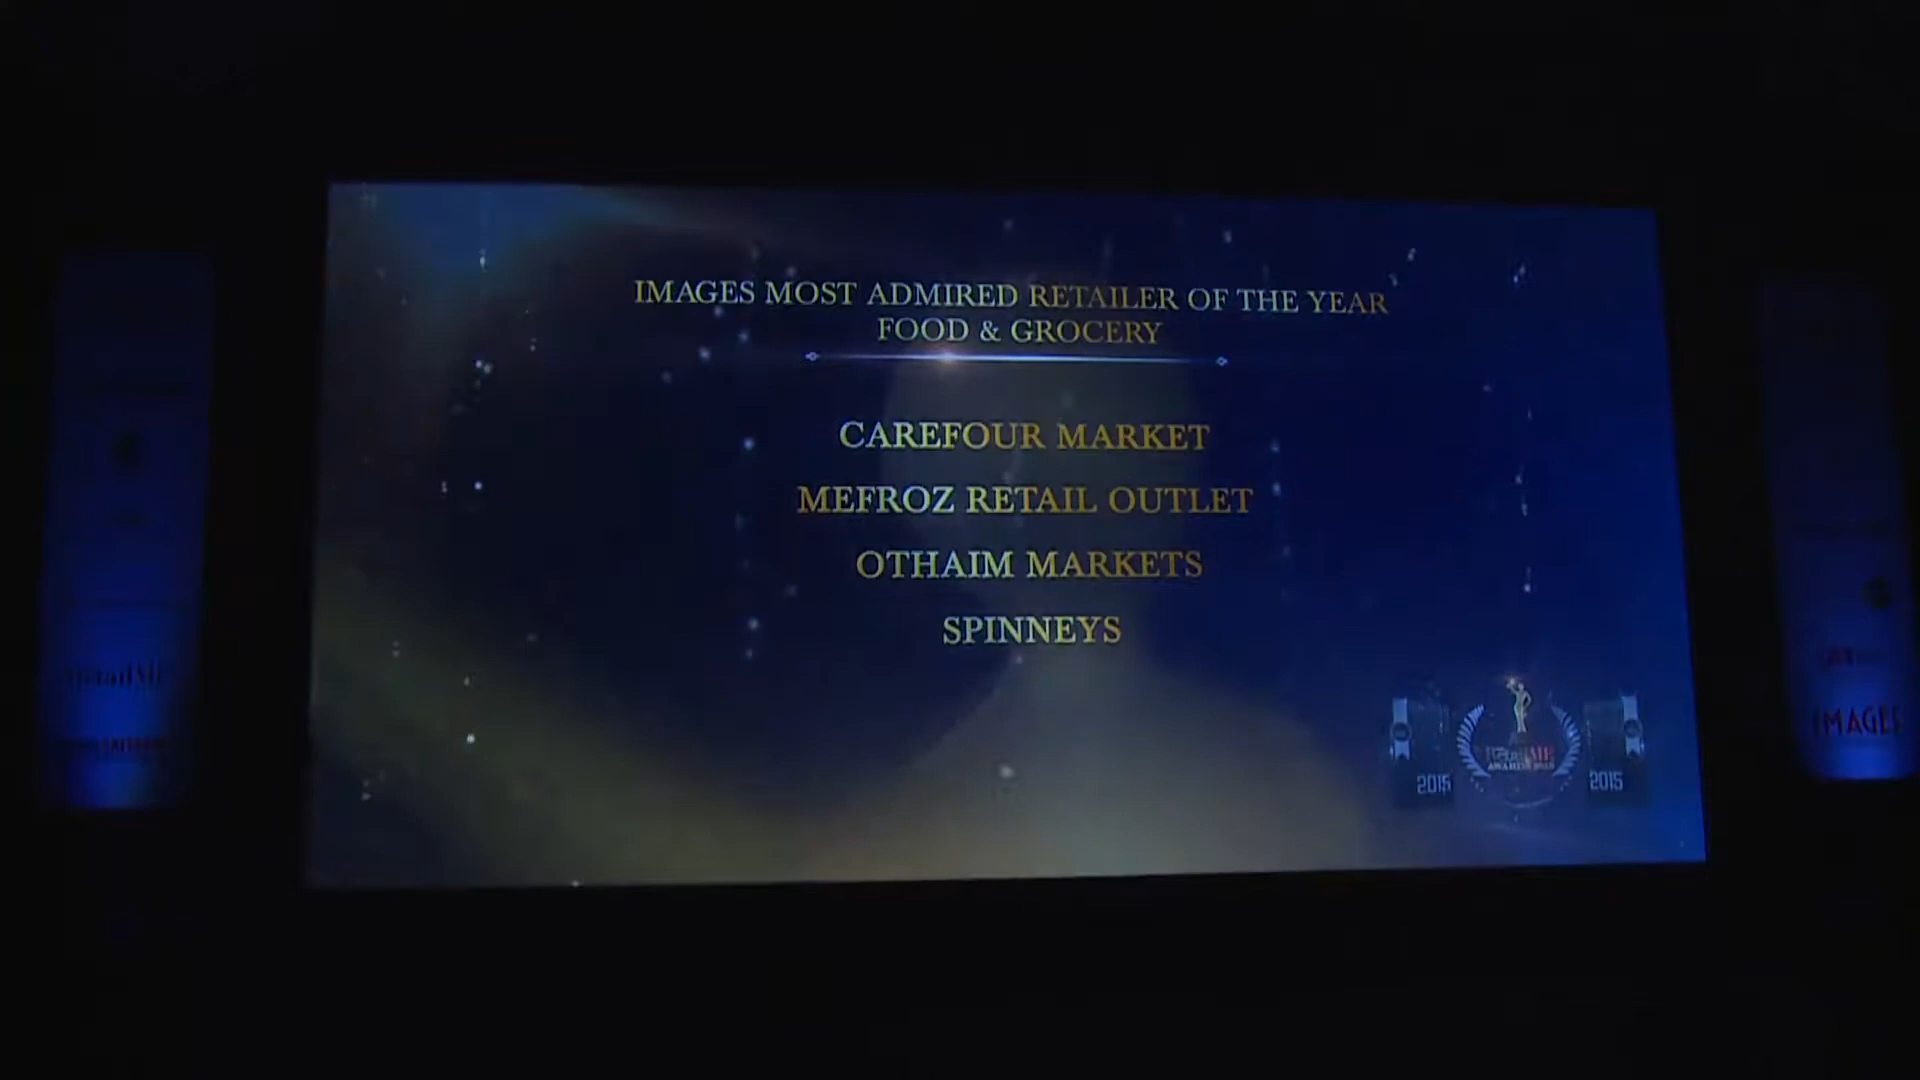 IMAGES MOST ADMIRED RETAILER OF THE YEAR
FOOD & GROCERY
CAREFOUR MARKET
MEFROZ RETAIL OUTLET
OTHAIM MARKETS
SPINNEYS
2015
2015
IMAGES